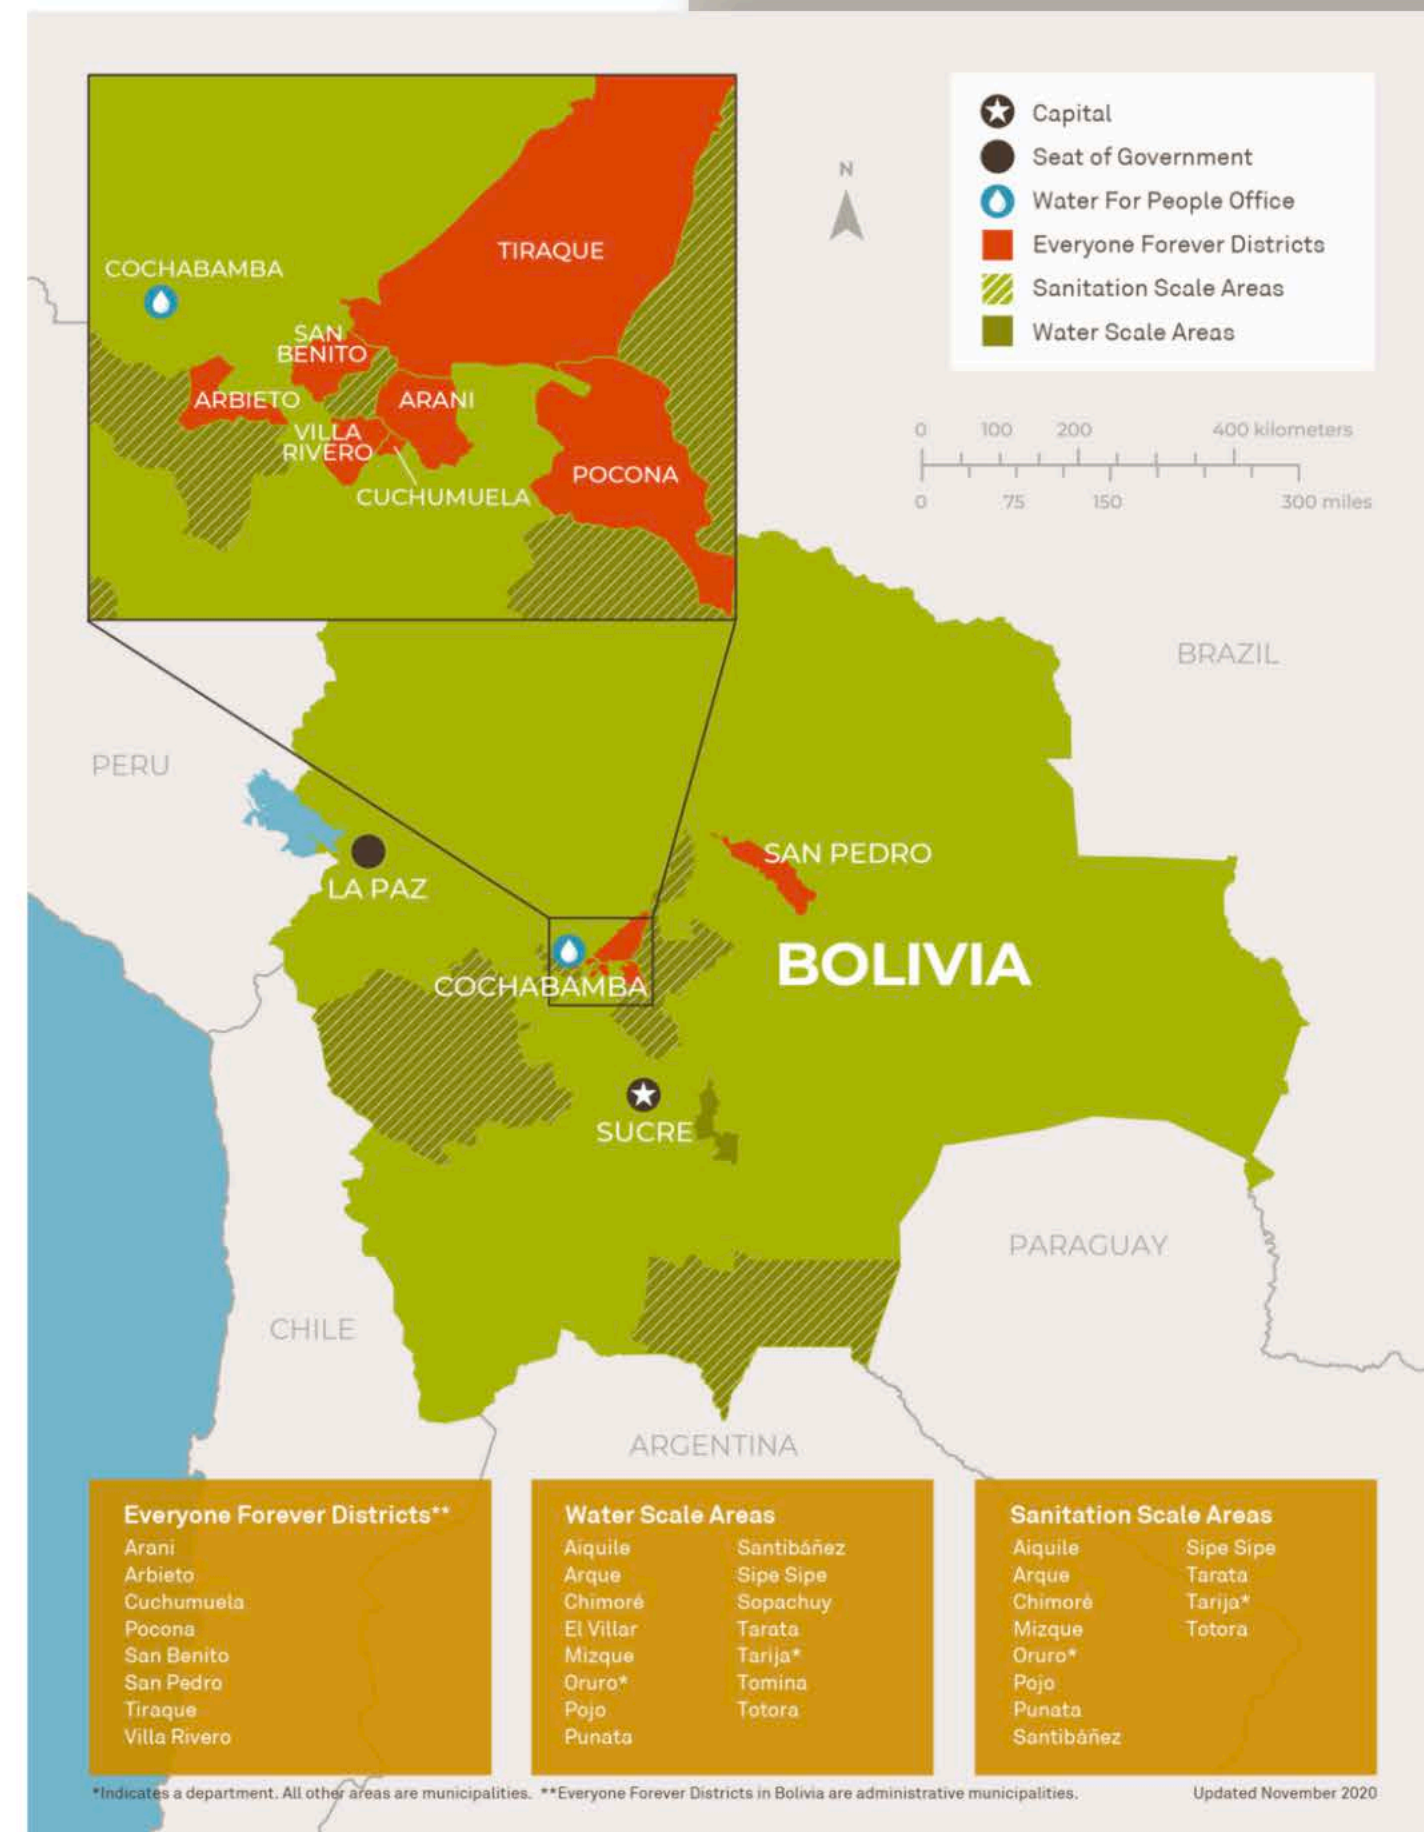 Capital
Seat of Government
Water For People Office
Everyone Forever Districts
Sanitation Scale Areas
Water Scale Areas
N
0 100 200 400 kilometers
0 75 150 300 miles
TIRAQUE
COCHABAMBA
SAN
BENITO
ARBIETO
ARANI
VILLA
RIVERO
POCONA
CUCHUMUELA
BRAZIL
PERU
SAN PEDRO
LA PAZ
BOLIVIA
COCHABAMBA
SUCRE
PARAGUAY
CHILE
ARGENTINA
Everyone Forever Districts**
Arani
Arbieto
Cuchumuela
Pocona
San Benito
San Pedro
Tiraque
Villa Rivero
Water Scale Areas
Aiquile
Arque
Chimoré
El Villar
Mizque
Oruro*
Pojo
Punata
Santibáñez
Sipe Sipe
Sopachuy
Tarata
Tarija*
Tomina
Totora
Sanitation Scale Areas
Aiquile
Arque
Chimoré
Mizque
Oruro*
Pojo
Punata
Santibáñez
Sipe Sipe
Tarata
Tarija*
Totora
*Indicates a department. All other areas are municipalities. **Everyone Forever Districts in Bolivia are administrative municipalities.
Updated November 2020